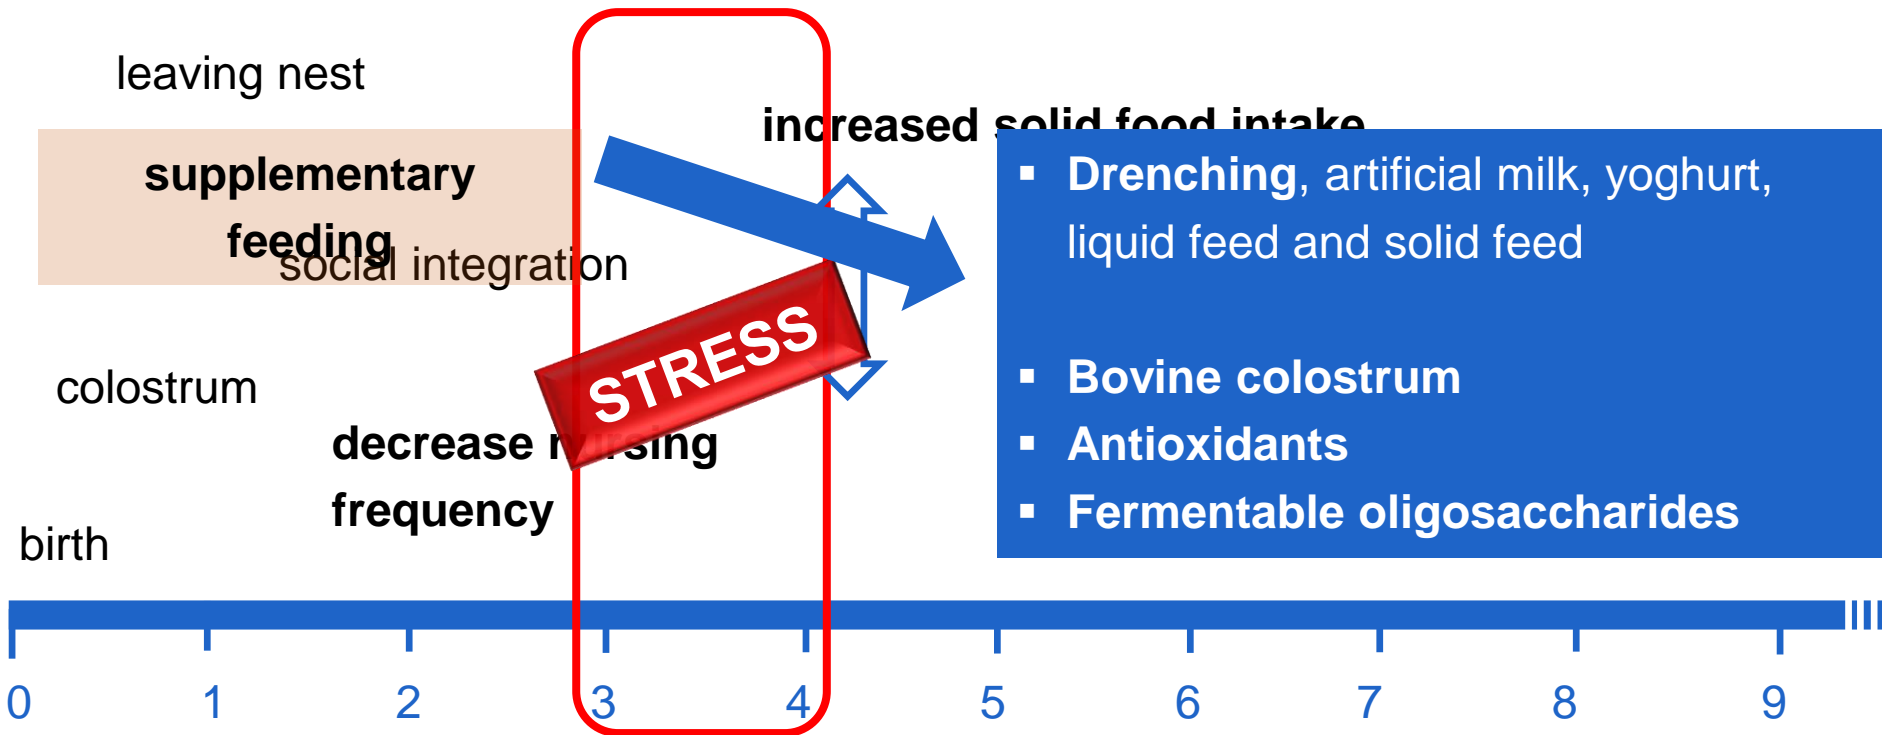 leaving nest
increased solid food intake
supplementary
feeding
social integration
▪ Drenching, artificial milk, yoghurt,
liquid feed and solid feed
STRESS
colostrum
▪ Bovine colostrum
decrease nursing
frequency
▪ Antioxidants
▪ Fermentable oligosaccharides
birth
0 1 2 3 4 5 6 7 8 9